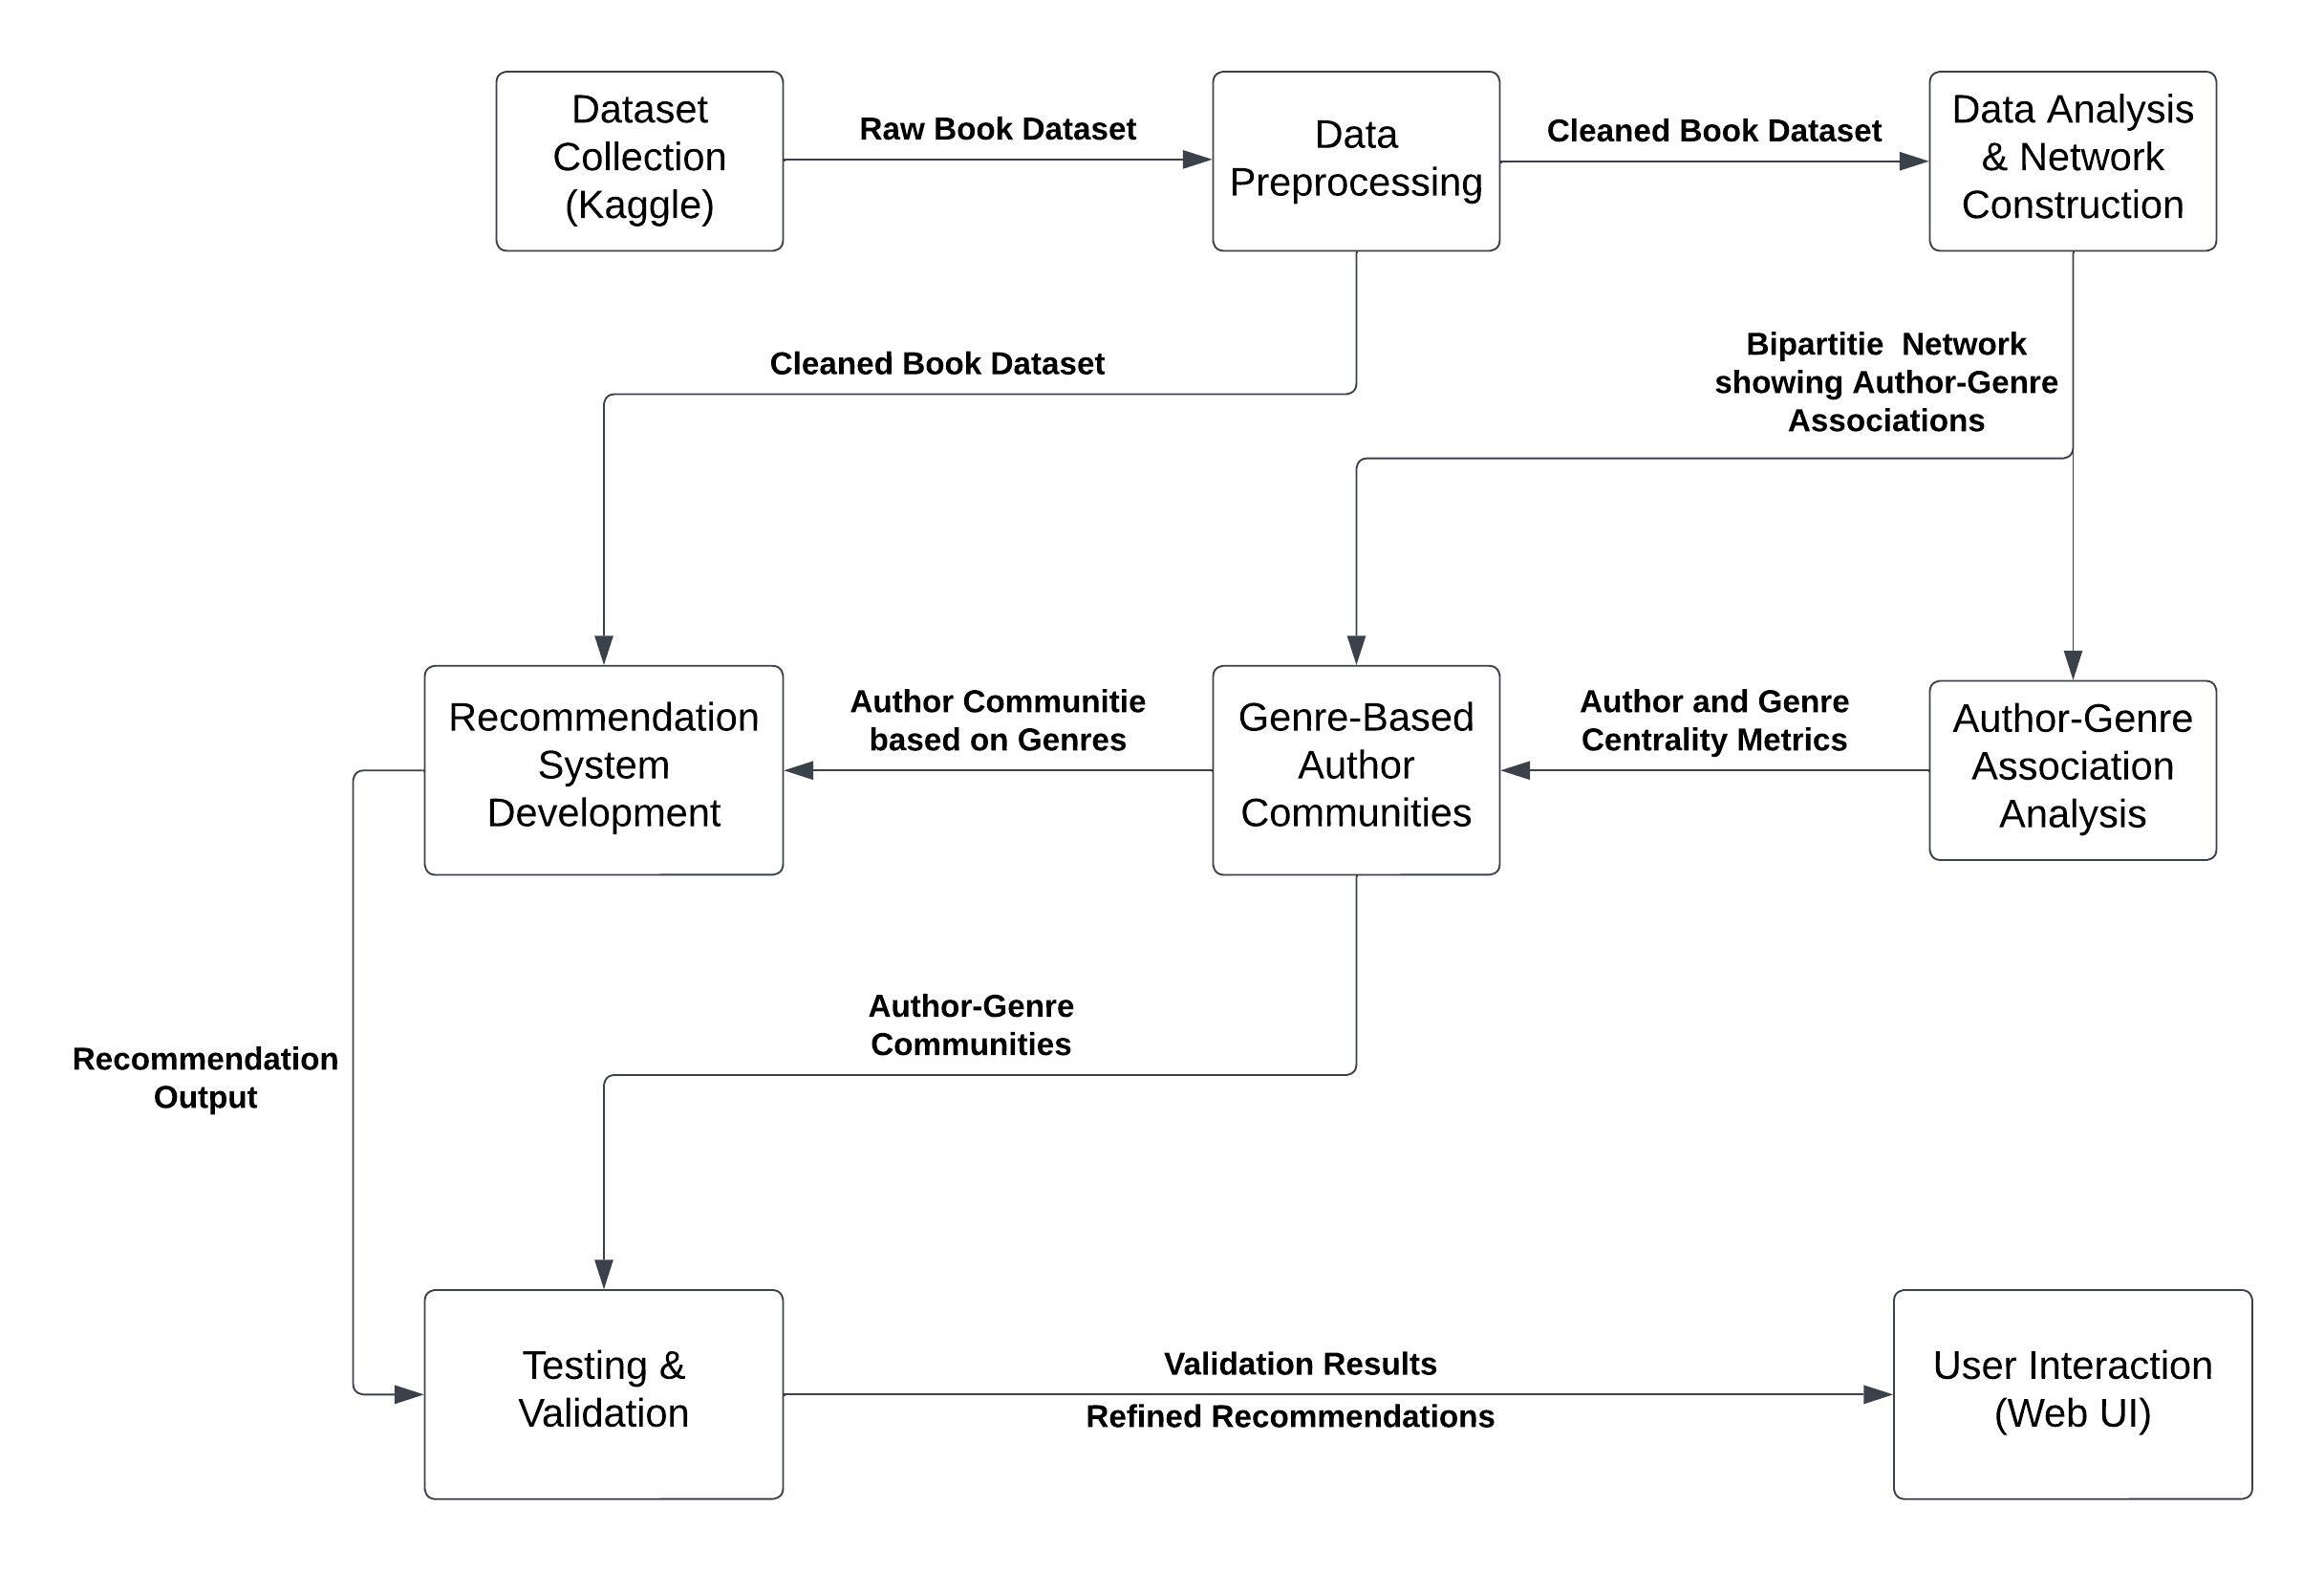 Dataset
Collection
(Kaggle)
Raw Book Dataset
Data
Preprocessing
Cleaned Book Dataset
Data Analysis
& Network
Construction
Cleaned Book Dataset
Bipartitie  Network
showing Author-Genre
Associations
Recommendation
System
Development
Author Communitie
based on Genres
Genre-Based
Author
Communities
Author and Genre
Centrality Metrics
Author-Genre
Association
Analysis
Author-Genre
Communities
Recommendation
Output
Testing &
Validation
Validation Results
Refined Recommendations
User Interaction
(Web UI)